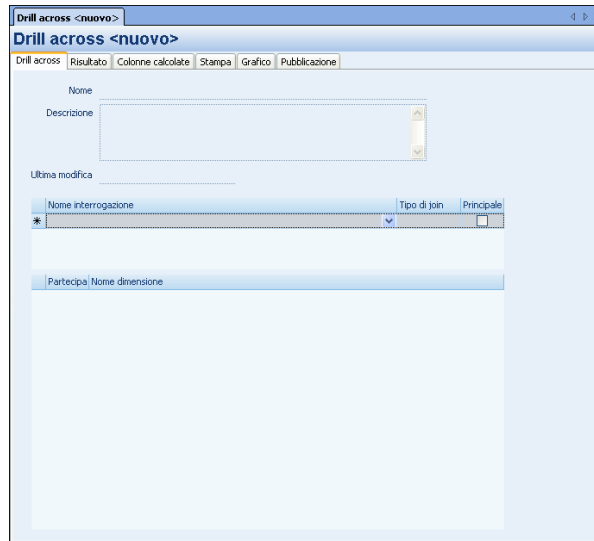 Drill across <nuovo>
Drill across <nuovo>
Drill across Risultato Colonne calcolate Stampa Grafico Pubblicazione
Nome
Descrizione
Ultima modifica
Nome interrogazione Tipo di join Principale
Partecipa Nome dimensione